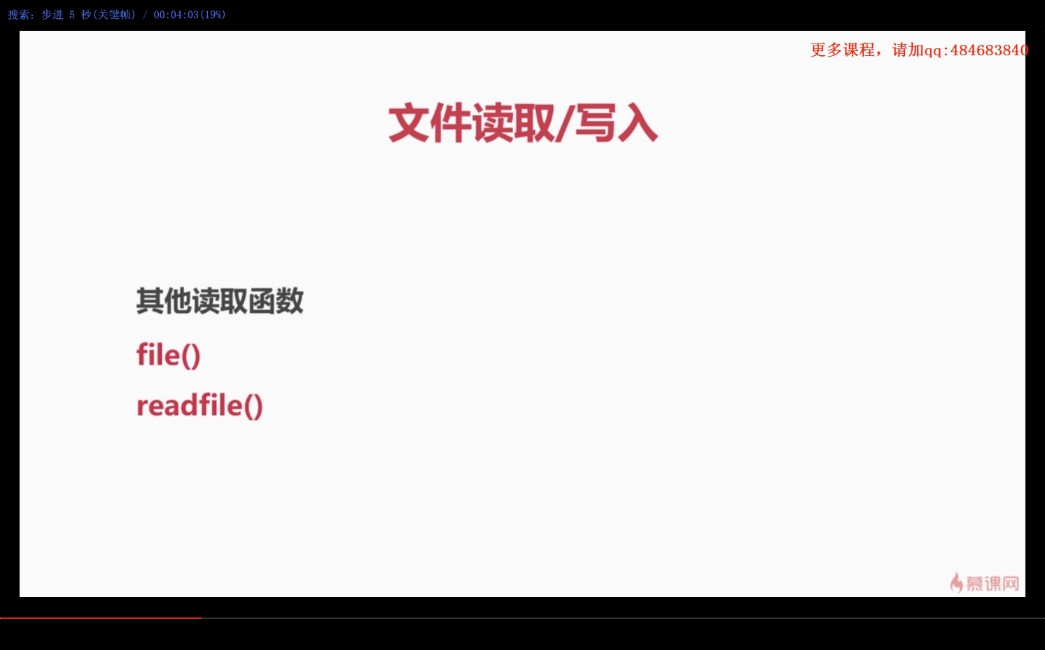 搜索: 步进 5 秒(关键帧) / 00:04:03(19%)
更多课程，请加qq:484683840
文件读取/写入
其他读取函数
file()
readfile()
慕课网